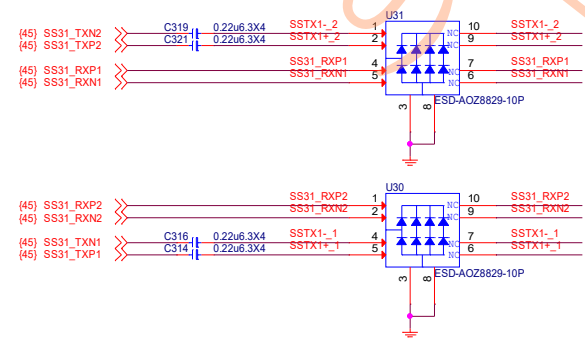 U31
{45} SS31_TXN2 C319 0.22u6.3X4 SSTX1-_2 1 10 SSTX1-_2
{45} SS31_TXP2 C321 0.22u6.3X4 SSTX1+_2 2 NC 9 SSTX1+_2
{45} SS31_RXP1 SS31_RXP1 4 7 SS31_RXP1
{45} SS31_RXN1 SS31_RXN1 5 NC NC 6 SS31_RXN1
3 8 ESD-AOZ8829-10P
U30
{45} SS31_RXP2 SS31_RXP2 1 10 SS31_RXP2
{45} SS31_RXN2 SS31_RXN2 2 NC NC 9 SS31_RXN2
{45} SS31_TXN1 C316 0.22u6.3X4 SSTX1-_1 4 7 SSTX1-_1
{45} SS31_TXP1 C314 0.22u6.3X4 SSTX1+_1 5 NC NC 6 SSTX1+_1
3 8 ESD-AOZ8829-10P